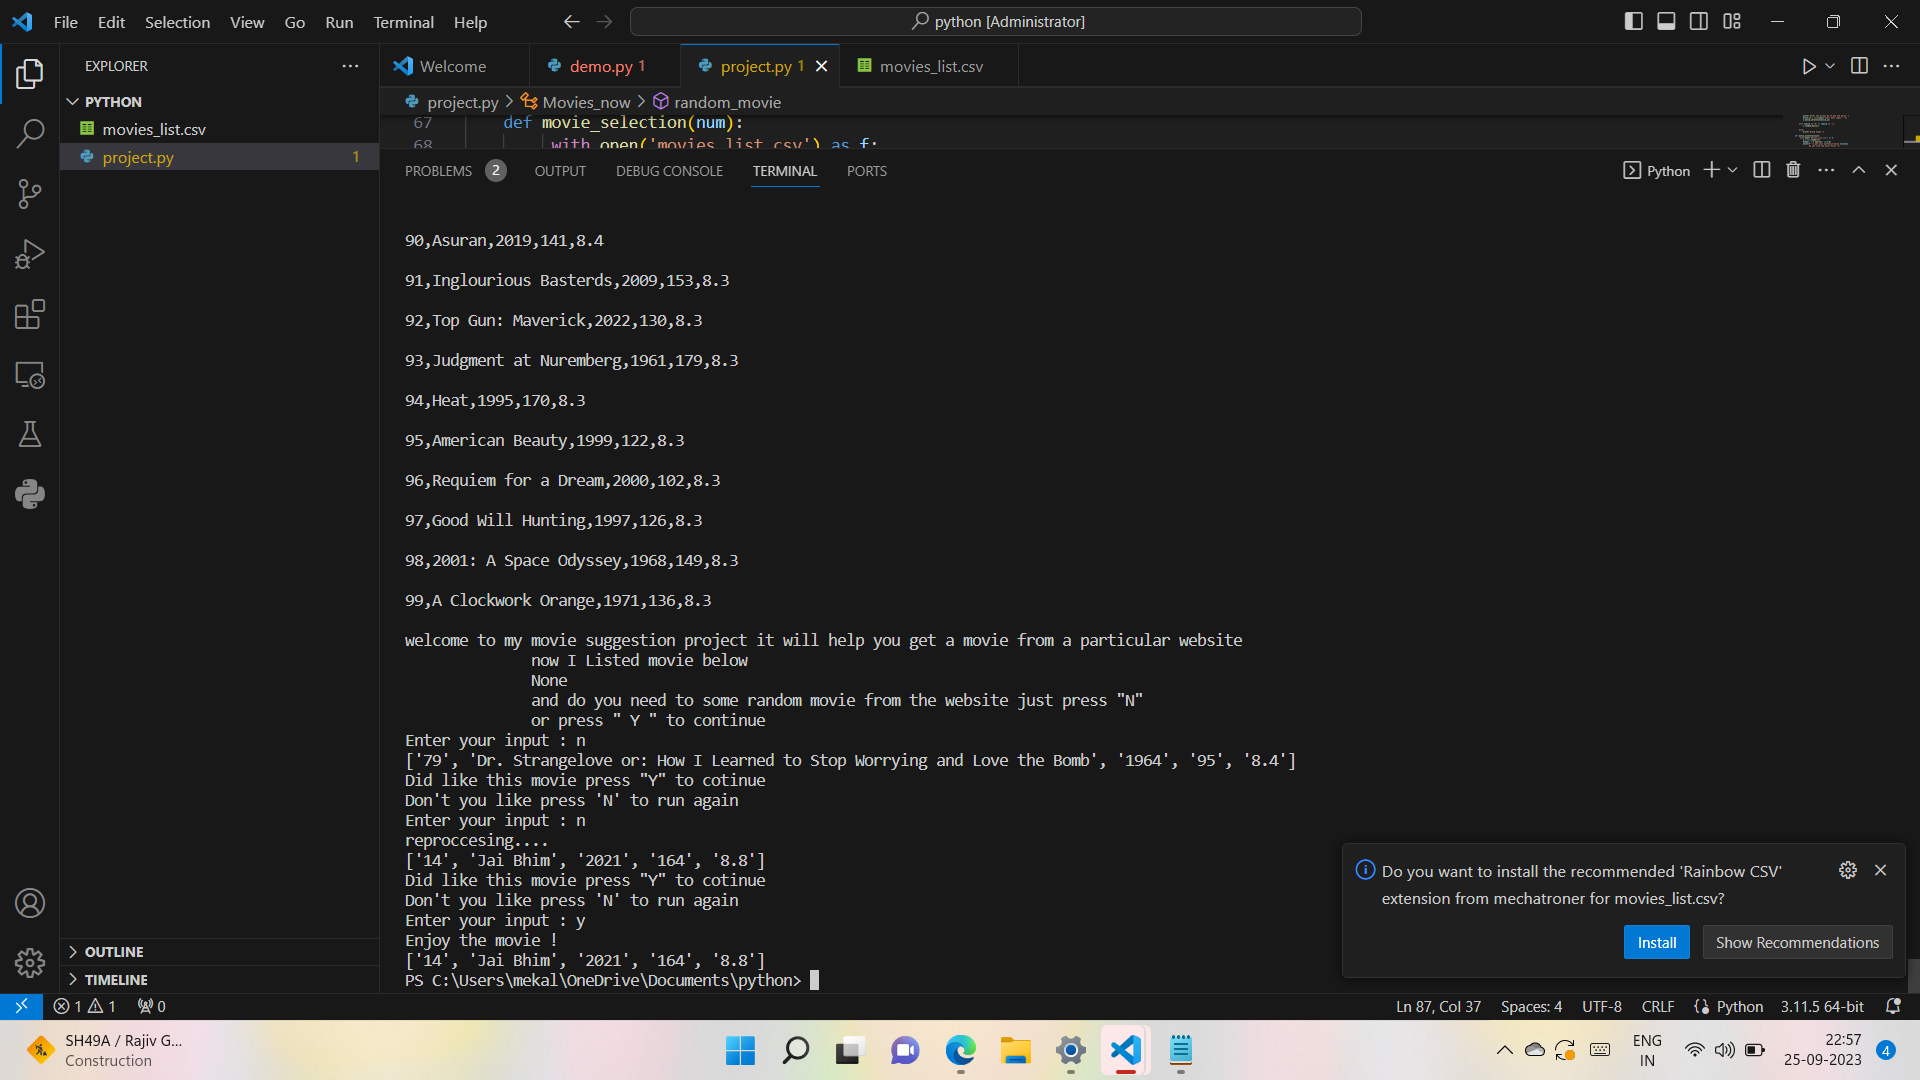 File Edit Selection View Go Run Terminal Help
python [Administrator]
EXPLORER
PYTHON
movies_list.csv
project.py 1
OUTLINE
TIMELINE
Welcome demo.py 1 project.py 1 movies_list.csv
project.py Movies_now random_movie
67 def movie_selection(num):
68 with open('movies_list.csv') as f:
PROBLEMS 2 OUTPUT DEBUG CONSOLE TERMINAL PORTS
Python
90,Asuran,2019,141,8.4
91,Inglourious Basterds,2009,153,8.3
92,Top Gun: Maverick,2022,130,8.3
93,Judgment at Nuremberg,1961,179,8.3
94,Heat,1995,170,8.3
95,American Beauty,1999,122,8.3
96,Requiem for a Dream,2000,102,8.3
97,Good Will Hunting,1997,126,8.3
98,2001: A Space Odyssey,1968,149,8.3
99,A Clockwork Orange,1971,136,8.3
welcome to my movie suggestion project it will help you get a movie from a particular website
now I Listed movie below
None
and do you need to some random movie from the website just press "N"
or press " Y " to continue
Enter your input : n
['79', 'Dr. Strangelove or: How I Learned to Stop Worrying and Love the Bomb', '1964', '95', '8.4']
Did like this movie press "Y" to cotinue
Don't you like press 'N' to run again
Enter your input : n
reproccesing....
['14', 'Jai Bhim', '2021', '164', '8.8']
Did like this movie press "Y" to cotinue
Don't you like press 'N' to run again
Enter your input : y
Enjoy the movie !
['14', 'Jai Bhim', '2021', '164', '8.8']
PS C:\Users\mekal\OneDrive\Documents\python>
Do you want to install the recommended 'Rainbow CSV'
extension from mechatroner for movies_list.csv?
Install Show Recommendations
1 1 0
Ln 87, Col 37 Spaces: 4 UTF-8 CRLF Python 3.11.5 64-bit
SH49A / Rajiv G...
Construction
ENG
IN
22:57
25-09-2023
4